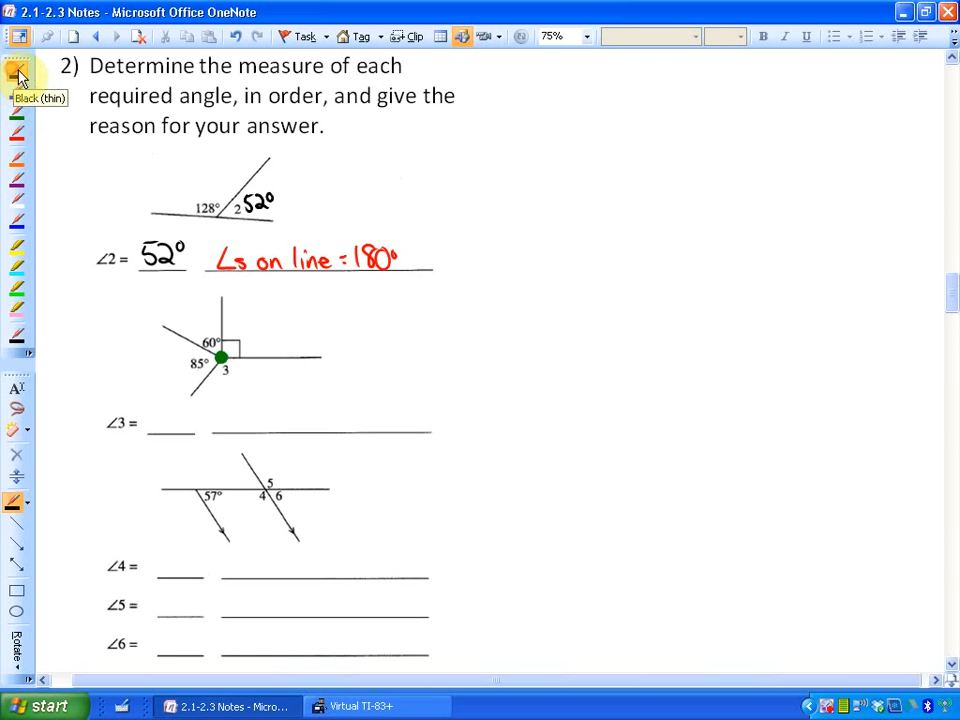 2.1-2.3 Notes - Microsoft Office OneNote
Task Tag Clip 75% B I U
Black (thin)
2) Determine the measure of each
required angle, in order, and give the
reason for your answer.
128° 2 52°
∠2 = 52° ∠s on line = 180°
60°
85° 3
∠3 =
5
57° 4 6
∠4 =
∠5 =
∠6 =
Rotate
start 2.1-2.3 Notes - Micro... Virtual TI-83+